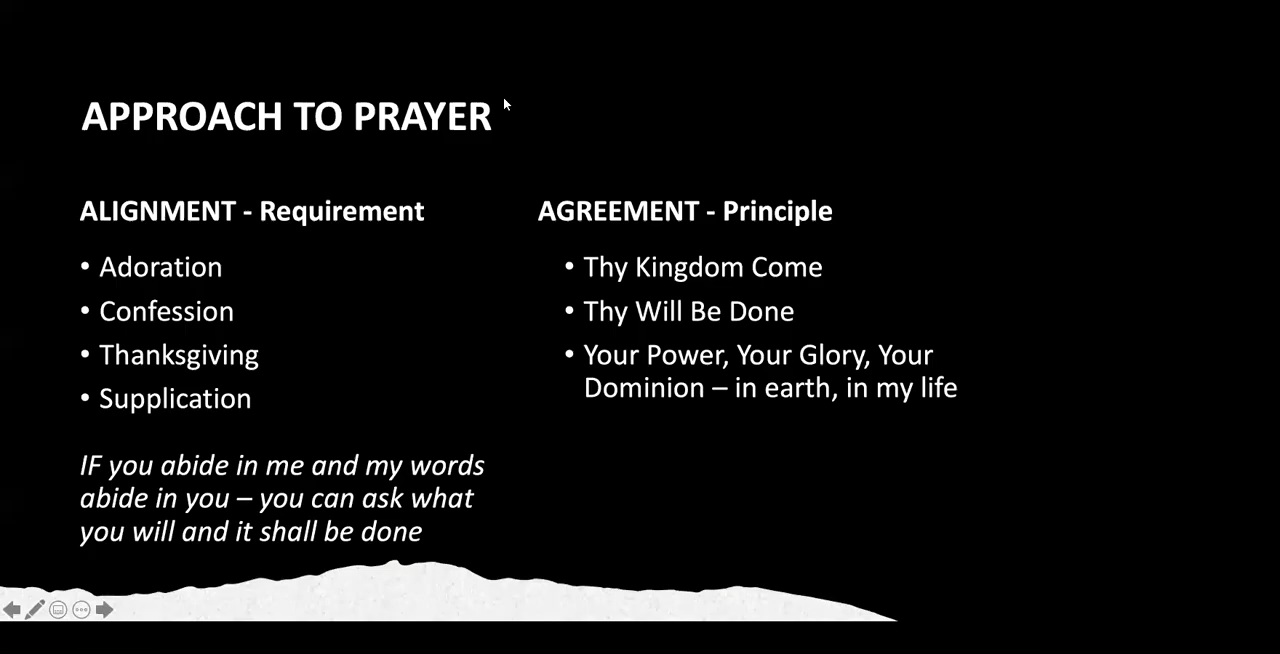 APPROACH TO PRAYER
ALIGNMENT - Requirement
• Adoration
• Confession
• Thanksgiving
• Supplication
IF you abide in me and my words
abide in you – you can ask what
you will and it shall be done
AGREEMENT - Principle
• Thy Kingdom Come
• Thy Will Be Done
• Your Power, Your Glory, Your
Dominion – in earth, in my life